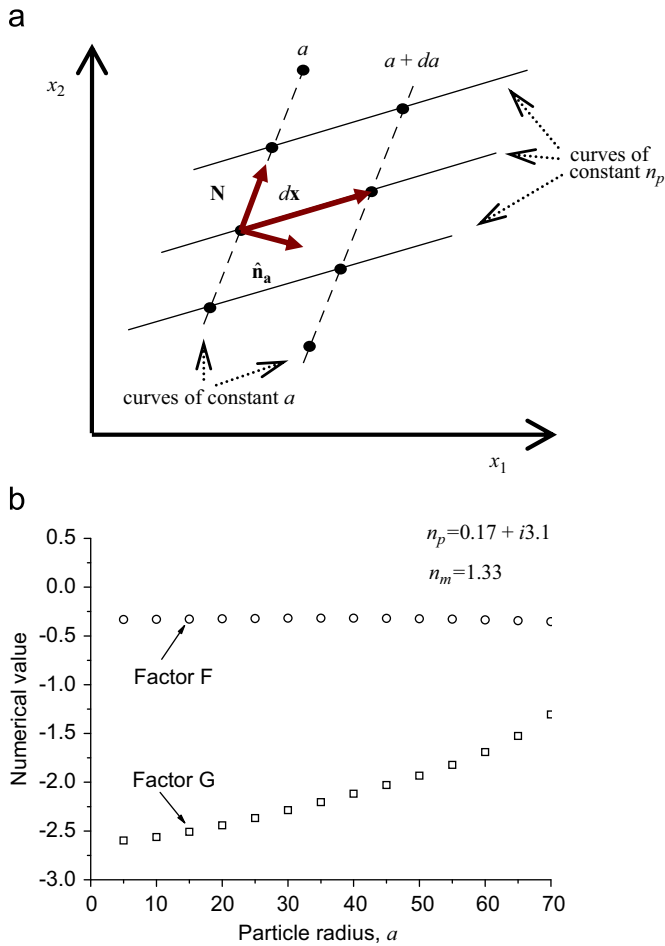 a
a
a + da
x2
curves of
constant np
N
dx
n̂a
curves of constant a
x1
b
np=0.17 + i3.1
nm=1.33
0.5
0.0
-0.5
-1.0
-1.5
-2.0
-2.5
-3.0
Numerical value
Factor F
Factor G
0 10 20 30 40 50 60 70
Particle radius, a